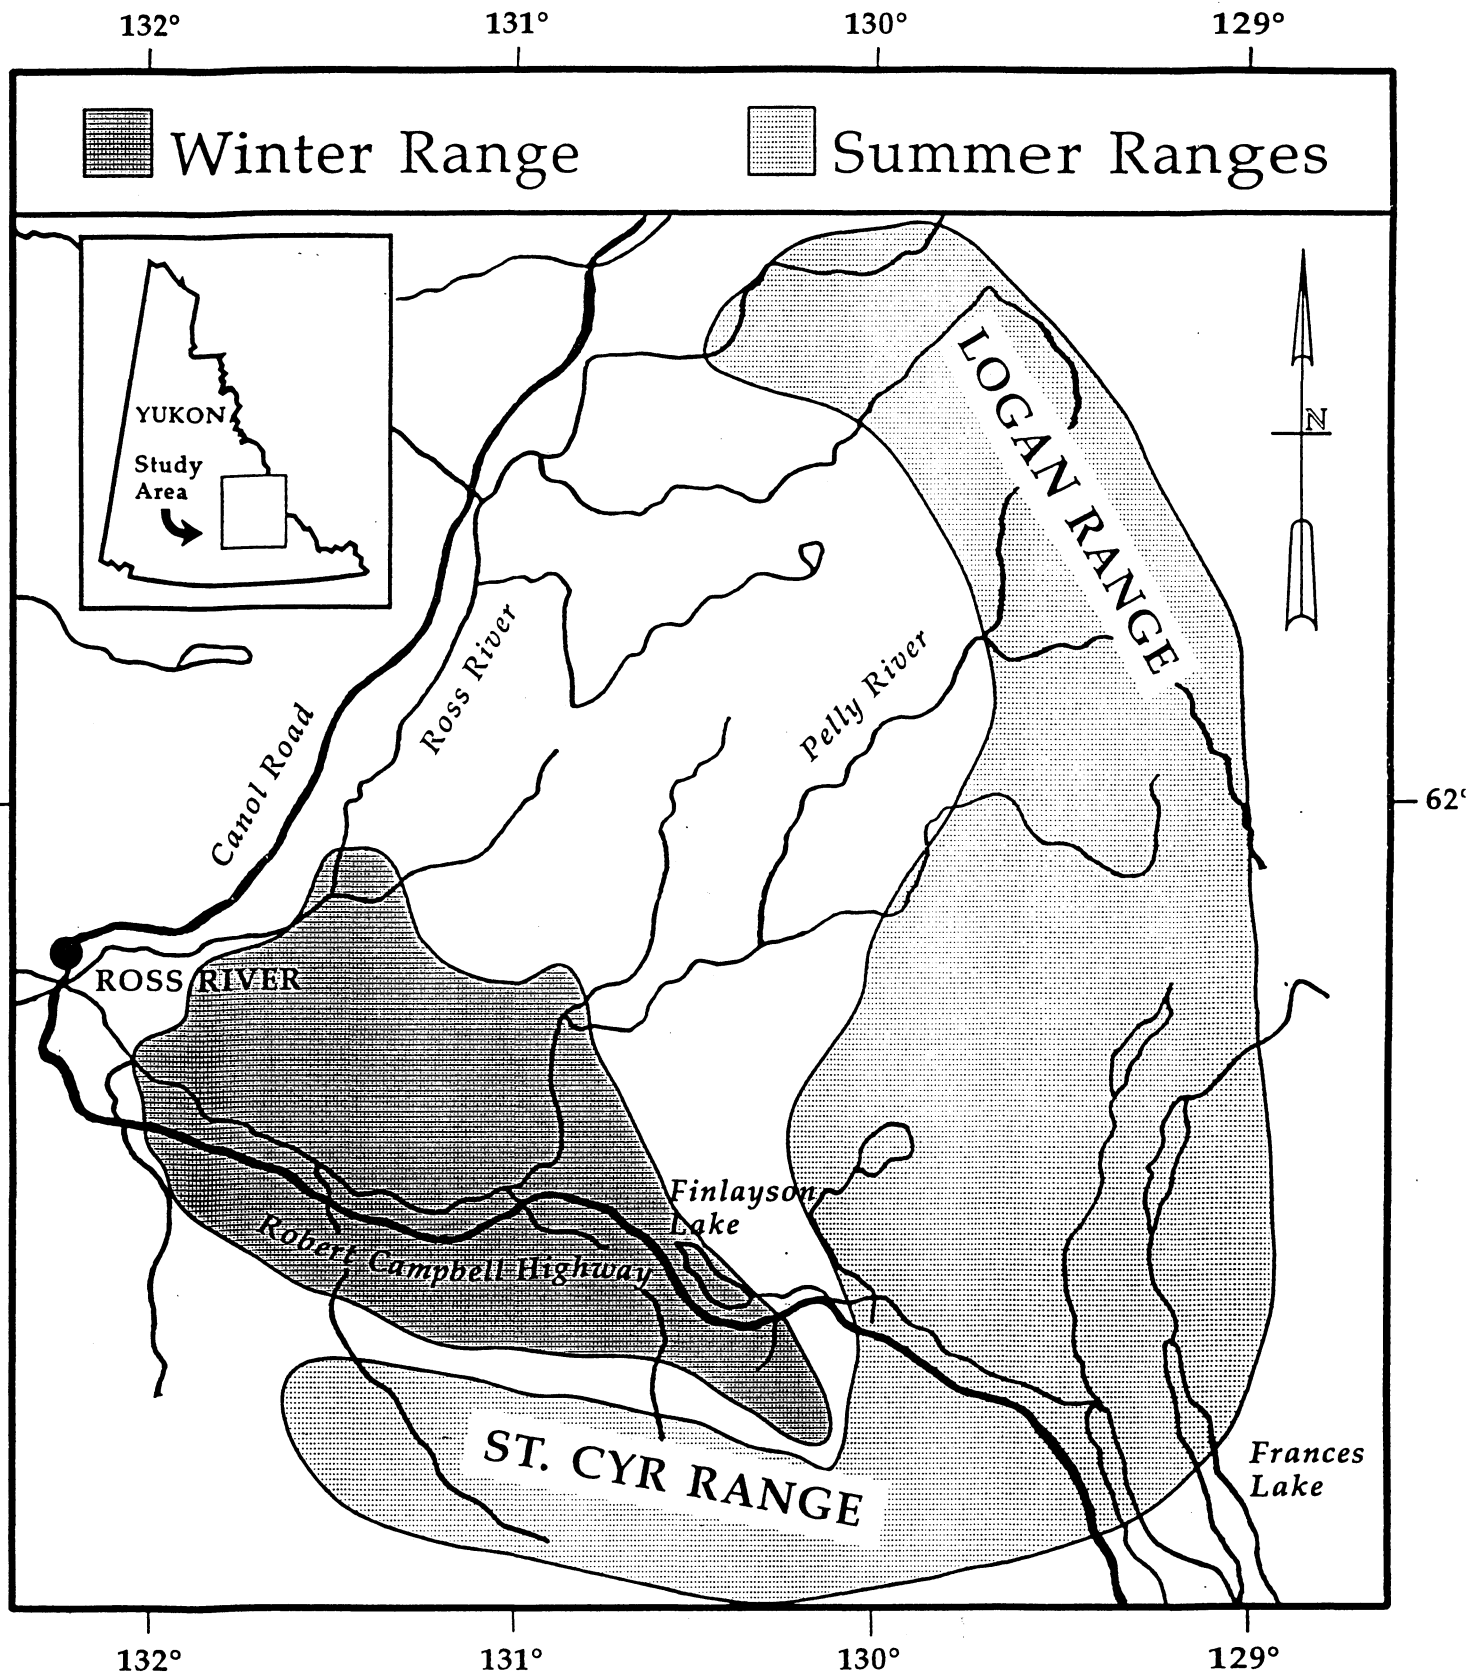 132° 131° 130° 129°
Winter Range Summer Ranges
YUKON
Study
Area
N
LOGAN RANGE
Ross River
Pelly River
Canol Road
62°
ROSS RIVER
Finlayson
Lake
Robert Campbell Highway
ST. CYR RANGE
Frances
Lake
132° 131° 130° 129°